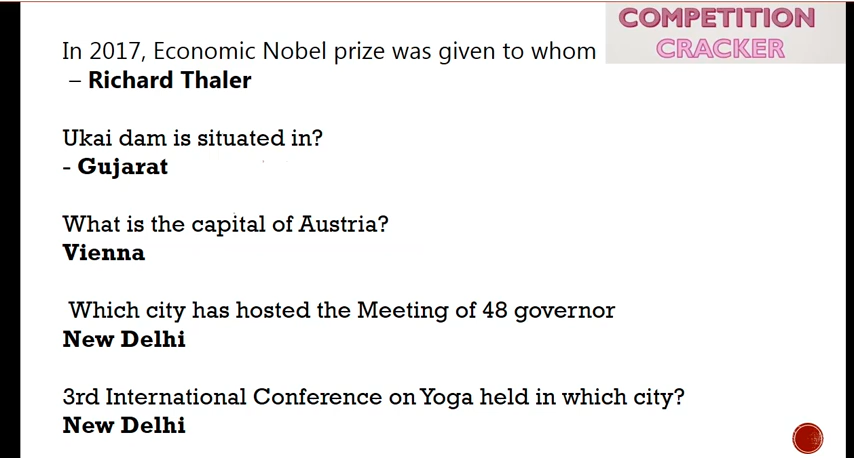 COMPETITION
CRACKER
In 2017, Economic Nobel prize was given to whom
– Richard Thaler
Ukai dam is situated in?
- Gujarat
What is the capital of Austria?
Vienna
Which city has hosted the Meeting of 48 governor
New Delhi
3rd International Conference on Yoga held in which city?
New Delhi